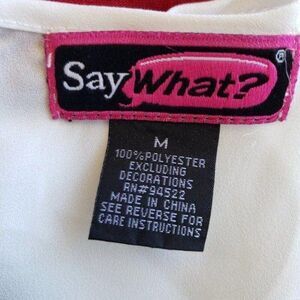 Say What? ®
M
100% POLYESTER
EXCLUDING
DECORATIONS
RN#94522
MADE IN CHINA
SEE REVERSE FOR
CARE INSTRUCTIONS